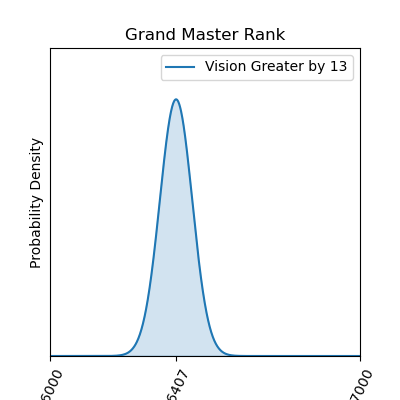 Grand Master Rank
Vision Greater by 13
Probability Density
6000
6407
7000